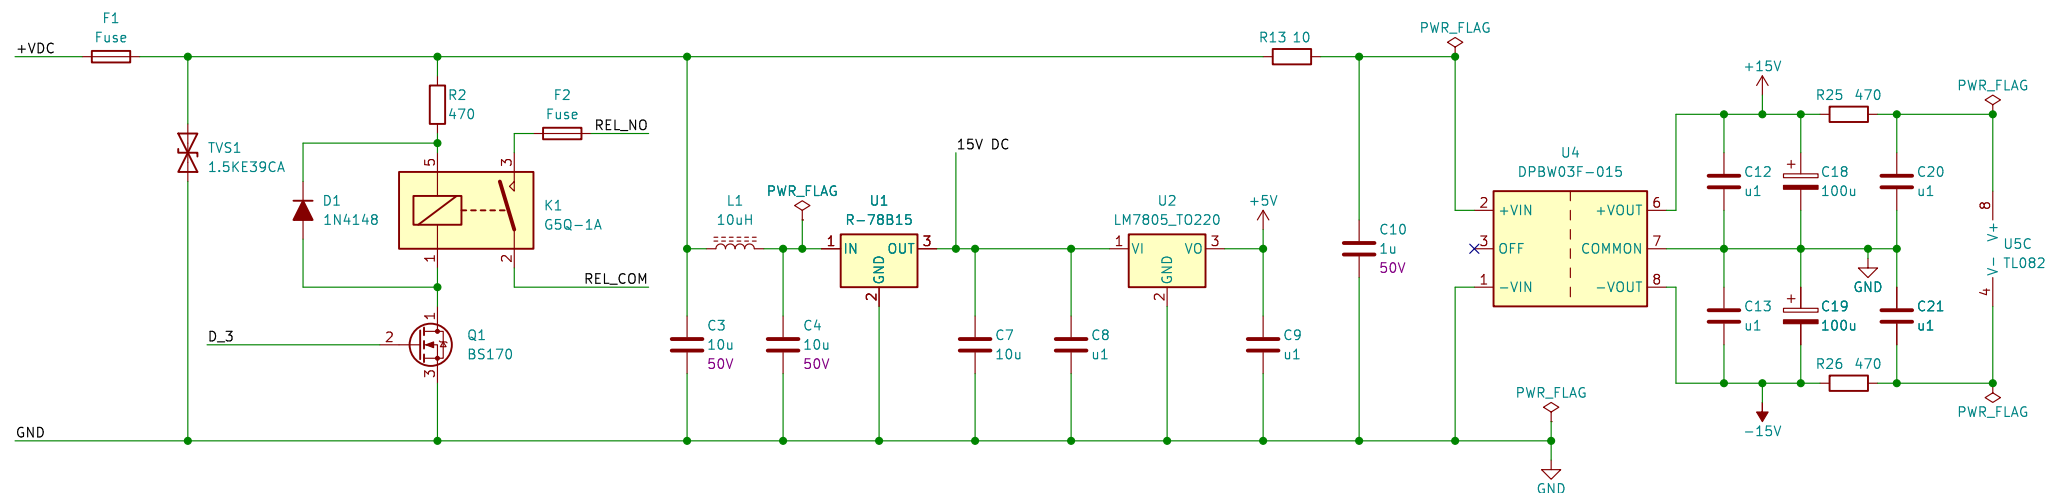 F1
Fuse
+VDC
TVS1
1.5KE39CA
R2
470
F2
Fuse
REL_NO
5
3
D1
1N4148
K1
G5Q-1A
1
2
REL_COM
D_3
2
1
3
Q1
BS170
GND
C3
10u
50V
L1
10uH
PWR_FLAG
C4
10u
50V
U1
R-78B15
1
IN
OUT
3
GND
2
15V DC
C7
10u
C8
u1
U2
LM7805_TO220
1
VI
VO
3
GND
2
+5V
C9
u1
R13 10
C10
1u
50V
PWR_FLAG
PWR_FLAG
GND
U4
DPBW03F-015
2
+VIN
3
OFF
1
-VIN
+VOUT
6
COMMON
7
-VOUT
8
+15V
R25 470
PWR_FLAG
C12
u1
C18
100u
C20
u1
8
V+
U5C
TL082
V-
4
GND
C13
u1
C19
100u
C21
u1
R26 470
-15V
PWR_FLAG